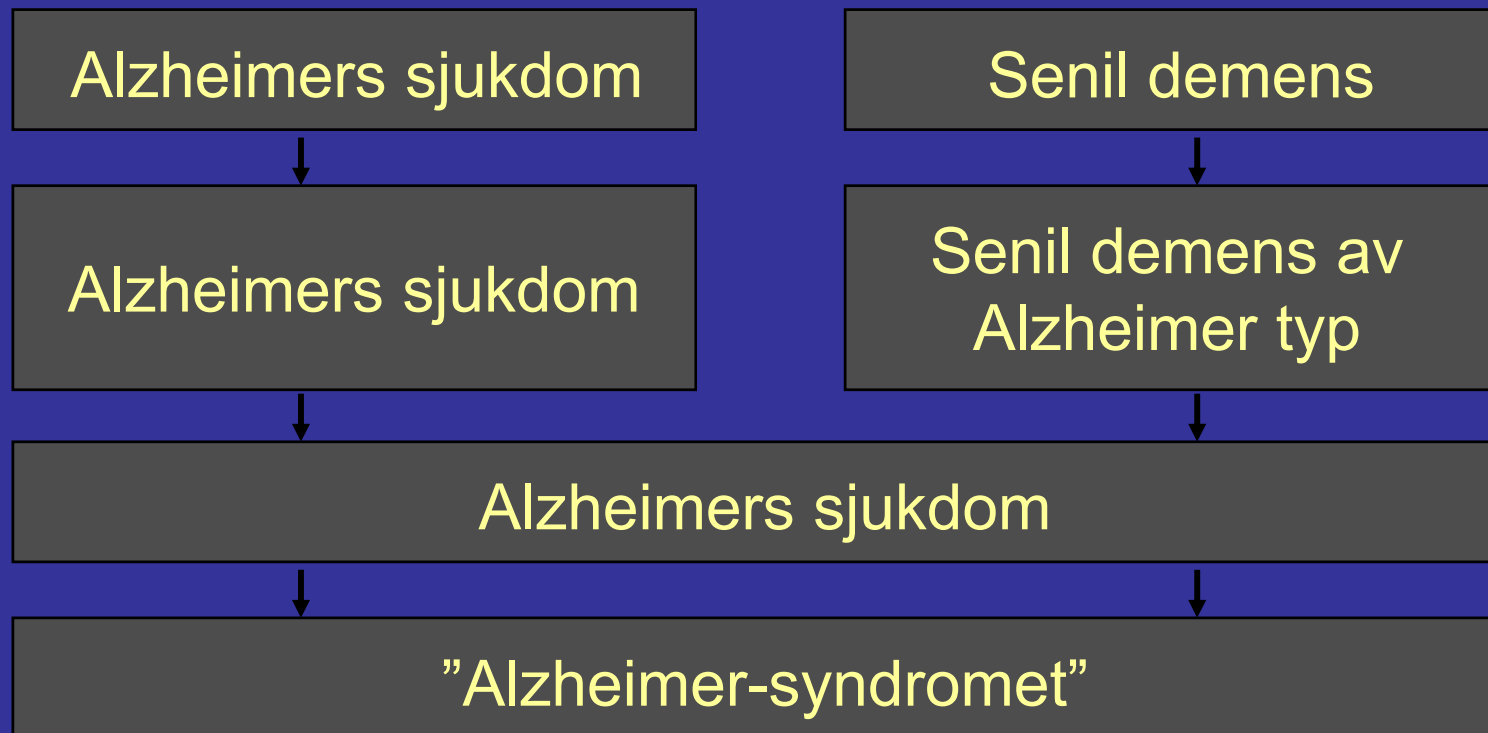 Alzheimers sjukdom
Senil demens
Alzheimers sjukdom
Senil demens av
Alzheimer typ
Alzheimers sjukdom
”Alzheimer-syndromet”